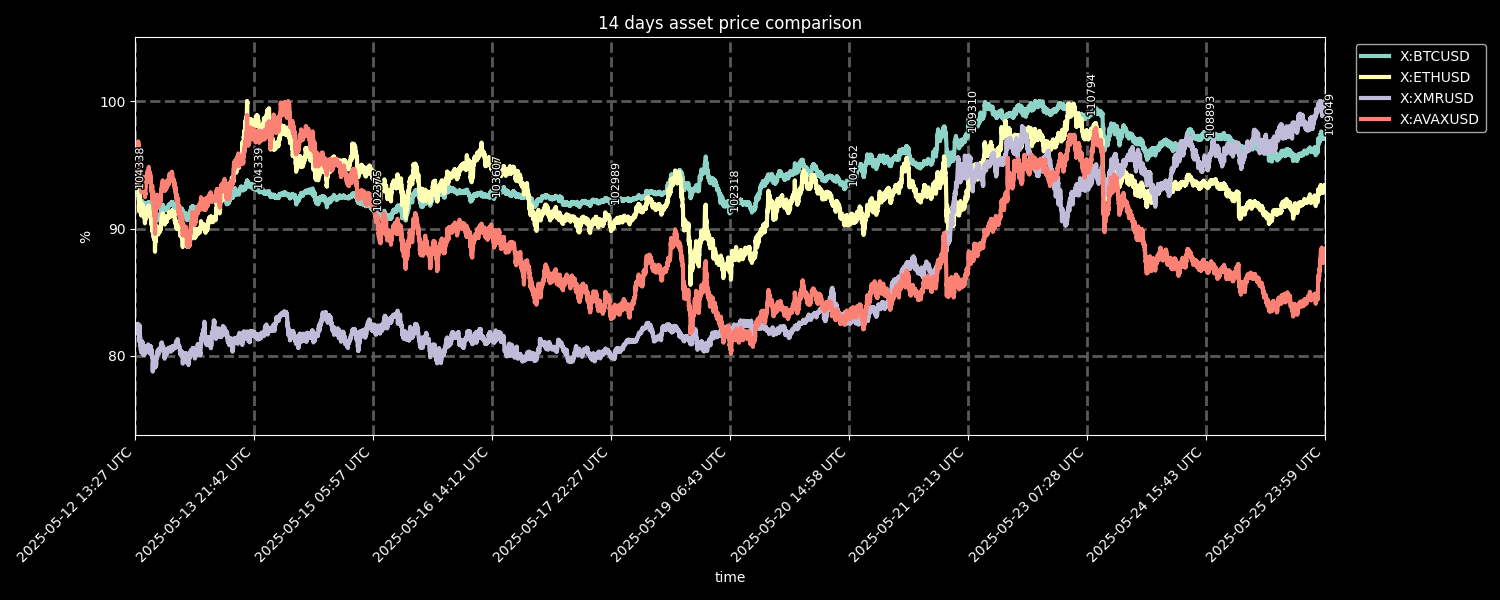 14 days asset price comparison
X:BTCUSD
X:ETHUSD
X:XMRUSD
X:AVAXUSD
100
90
80
%
104338
104339
102375
103607
102989
102318
104562
109310
110794
108893
109049
2025-05-12 13:27 UTC
2025-05-13 21:42 UTC
2025-05-15 05:57 UTC
2025-05-16 14:12 UTC
2025-05-17 22:27 UTC
2025-05-19 06:43 UTC
2025-05-20 14:58 UTC
2025-05-21 23:13 UTC
2025-05-23 07:28 UTC
2025-05-24 15:43 UTC
2025-05-25 23:59 UTC
time